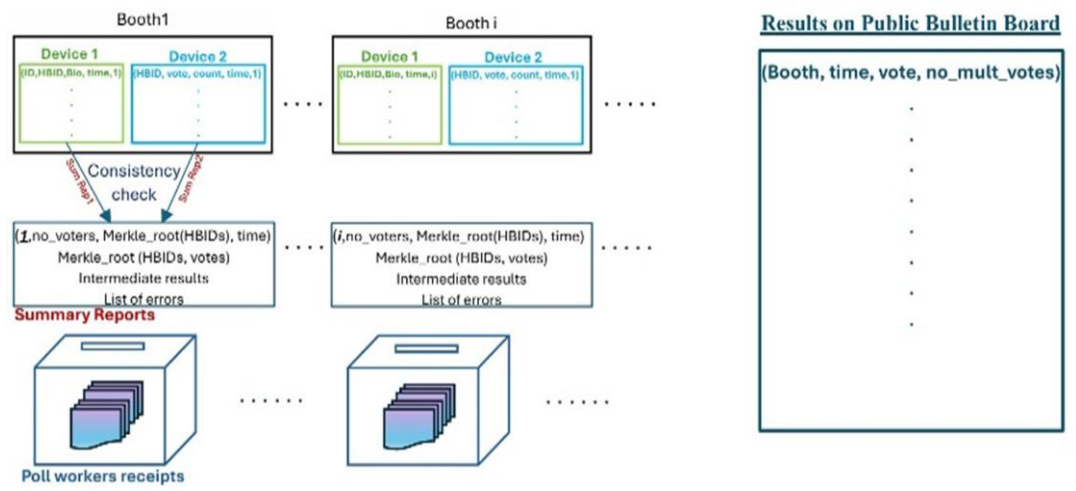 Booth1
Device 1
Device 2
(ID,HBID,Bio, time,1)
(HBID, vote, count, time,1)
Sum Rep1
Consistency
check
Sum Rep2
(1,no_voters, Merkle_root(HBIDs), time)
Merkle_root (HBIDs, votes)
Intermediate results
List of errors
Summary Reports
Poll workers receipts
Booth i
Device 1
Device 2
(ID,HBID,Bio, time,i)
(HBID, vote, count, time,1)
(i,no_voters, Merkle_root(HBIDs), time)
Merkle_root (HBIDs, votes)
Intermediate results
List of errors
Results on Public Bulletin Board
(Booth, time, vote, no_mult_votes)